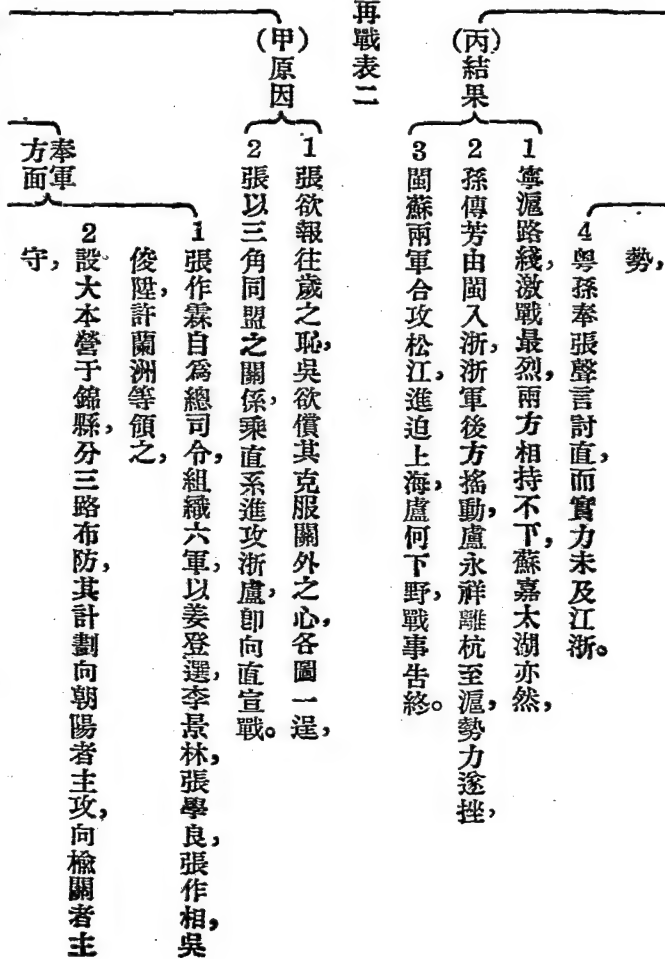 勢，
4 粤孫奉張聲言討直，而實力未及江浙。
(丙)結果
1 寧滬路綫，激戰最烈，兩方相持不下，蘇嘉太湖亦然，
2 孫傳芳由閩入浙，浙軍後方搖動，盧永祥離杭至滬，勢力遂挫，
3 閩蘇兩軍合攻松江，進迫上海，盧何下野，戰事告終。
再戰表二
(甲)原因
1 張欲報往歲之恥，吳欲償其克服關外之心，各圖一逞，
2 張以三角同盟之關係，乘直系進攻浙盧，卽向直宣戰。
奉軍
方面
1 張作霖自爲總司令，組織六軍，以姜登選，李景林，張學良，張作相，吳
俊陞，許蘭洲等領之，
2 設大本營于錦縣，分三路布防，其計劃向朝陽者主攻，向楡關者主
守，